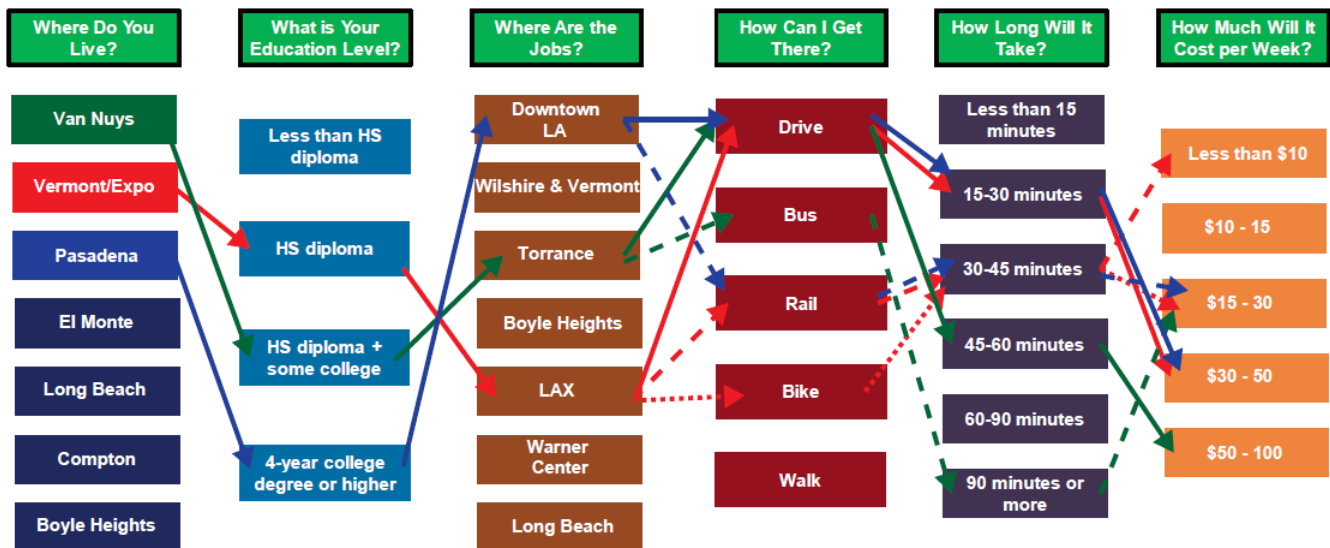 Where Do You
Live?
What is Your
Education Level?
Where Are the
Jobs?
How Can I Get
There?
How Long Will It
Take?
How Much Will It
Cost per Week?
Van Nuys
Vermont/Expo
Pasadena
El Monte
Long Beach
Compton
Boyle Heights
Less than HS
diploma
HS diploma
HS diploma +
some college
4-year college
degree or higher
Downtown
LA
Wilshire & Vermont
Torrance
Boyle Heights
LAX
Warner
Center
Long Beach
Drive
Bus
Rail
Bike
Walk
Less than 15
minutes
15-30 minutes
30-45 minutes
45-60 minutes
60-90 minutes
90 minutes or
more
Less than $10
$10 - 15
$15 - 30
$30 - 50
$50 - 100